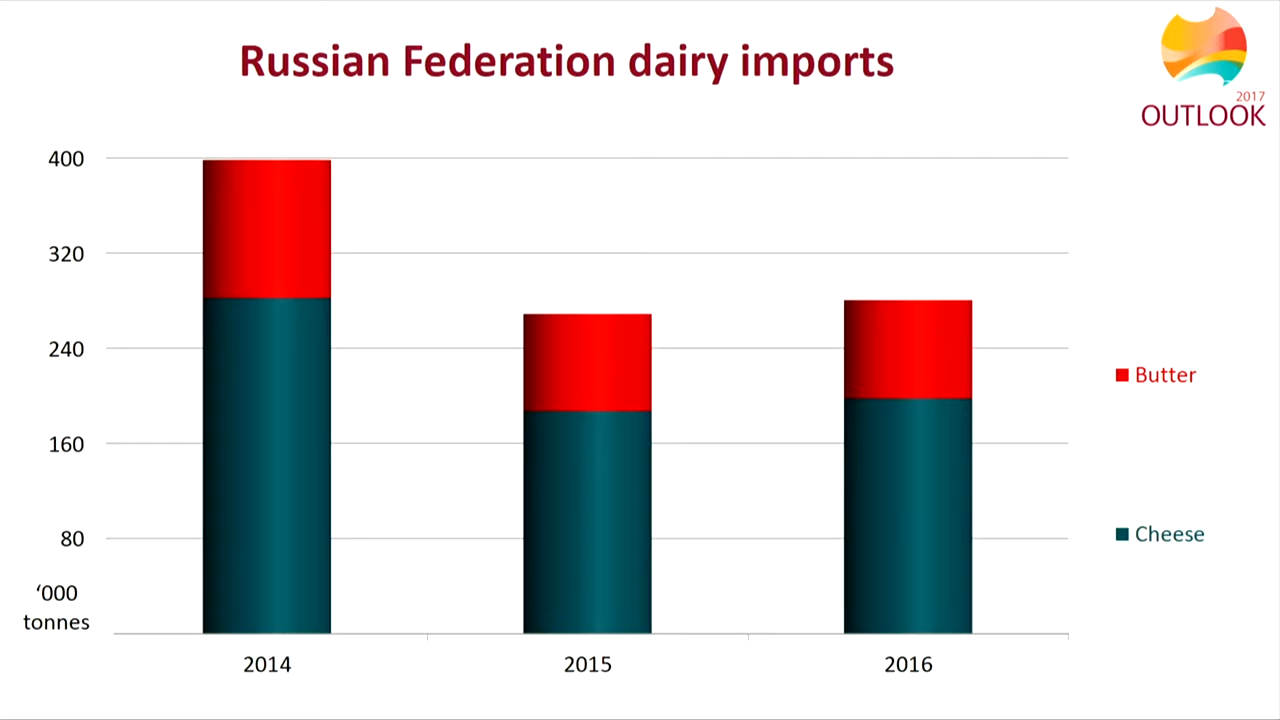 Russian Federation dairy imports
2017
OUTLOOK
400
320
240
160
80
‘000
tonnes
2014
2015
2016
Butter
Cheese